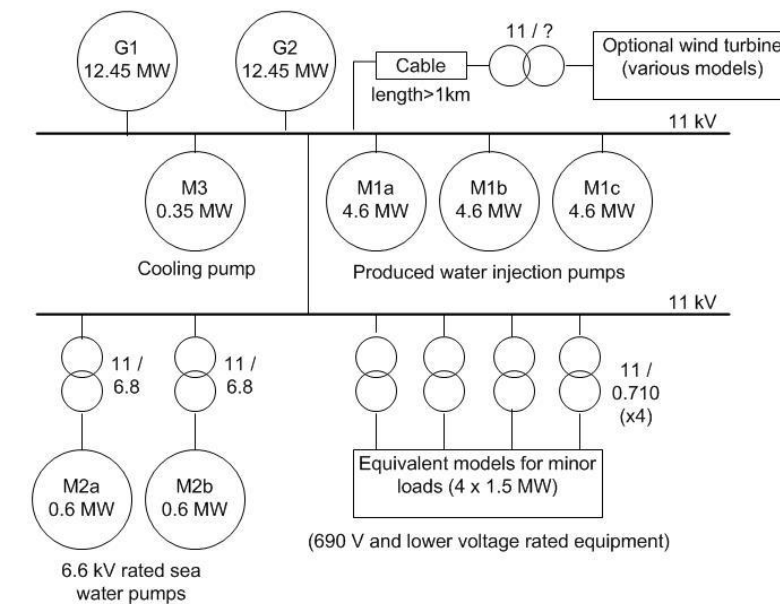 G1
12.45 MW
G2
12.45 MW
11 / ?
Cable
length>1km
Optional wind turbine
(various models)
11 kV
M3
0.35 MW
M1a
4.6 MW
M1b
4.6 MW
M1c
4.6 MW
Cooling pump
Produced water injection pumps
11 kV
11 /
6.8
11 /
6.8
11 /
0.710
(x4)
M2a
0.6 MW
M2b
0.6 MW
Equivalent models for minor
loads (4 x 1.5 MW)
(690 V and lower voltage rated equipment)
6.6 kV rated sea
water pumps